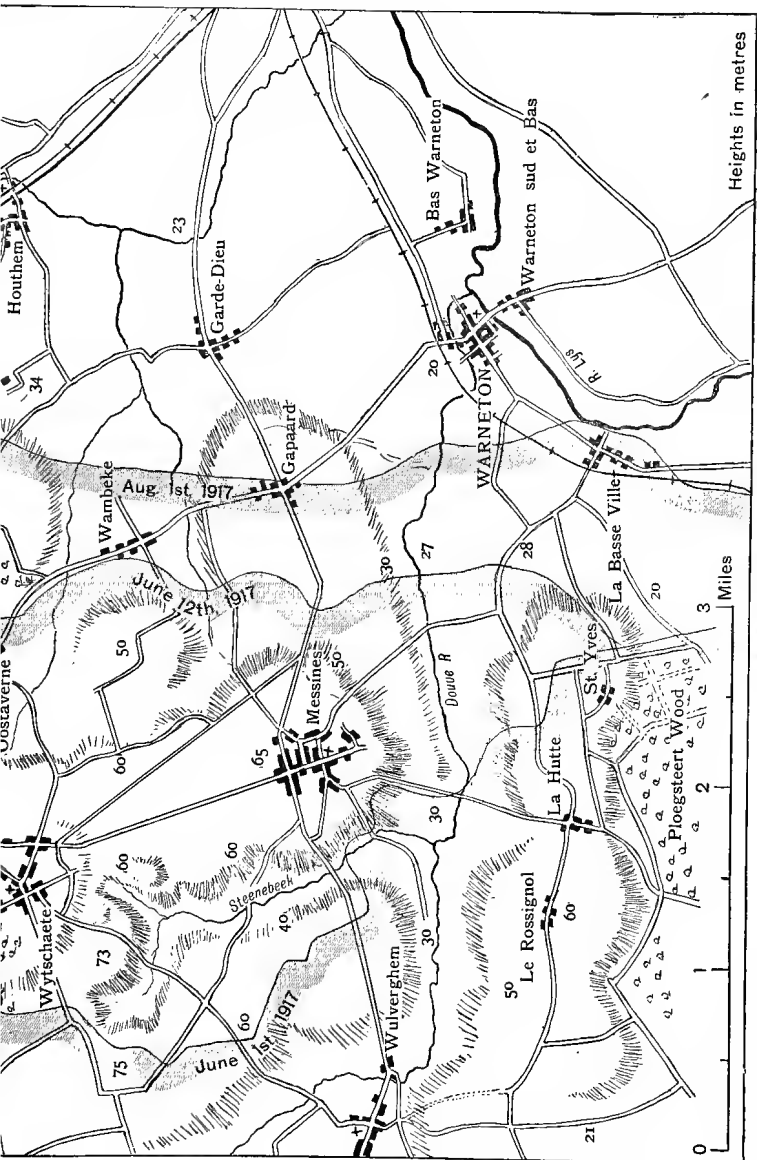 Oostaverne
Houthem
34
Wytschaete
73
Wambeke
75
60
50
60
Aug. 1st. 1917
June 12th. 1917
23
Garde-Dieu
60
60
June 1st. 1917
Steenebeek
65
40
Gapaard
Messines
50
30
Wulverghem
30
27
30
20
Bas Warneton
Douve R
WARNETON
50
Le Rossignol
28
Warneton sud et Bas
La Hutte
60
21
St. Yves
R. Lys
La Basse Ville
20
Ploegsteert Wood
0 1 2 3 Miles
Heights in metres